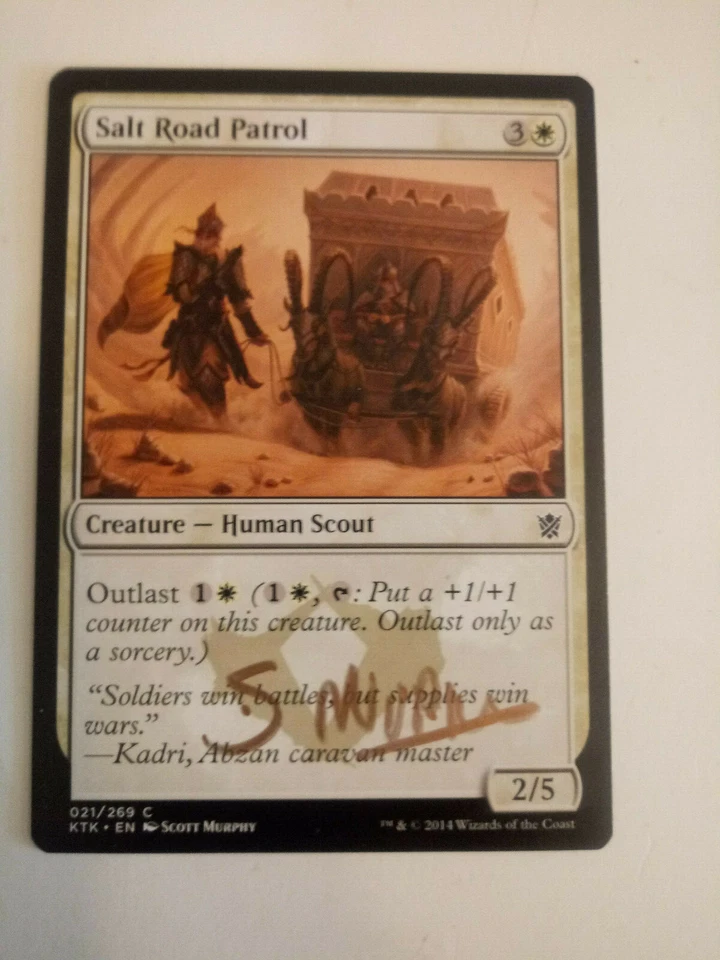 Salt Road Patrol 3
Creature — Human Scout
Outlast 1 (1, : Put a +1/+1
counter on this creature. Outlast only as
a sorcery.)
“Soldiers win battles, but supplies win
wars.”
S Murphy
—Kadri, Abzan caravan master
2/5
021/269 C
KTK • EN Scott Murphy ™ & © 2014 Wizards of the Coast